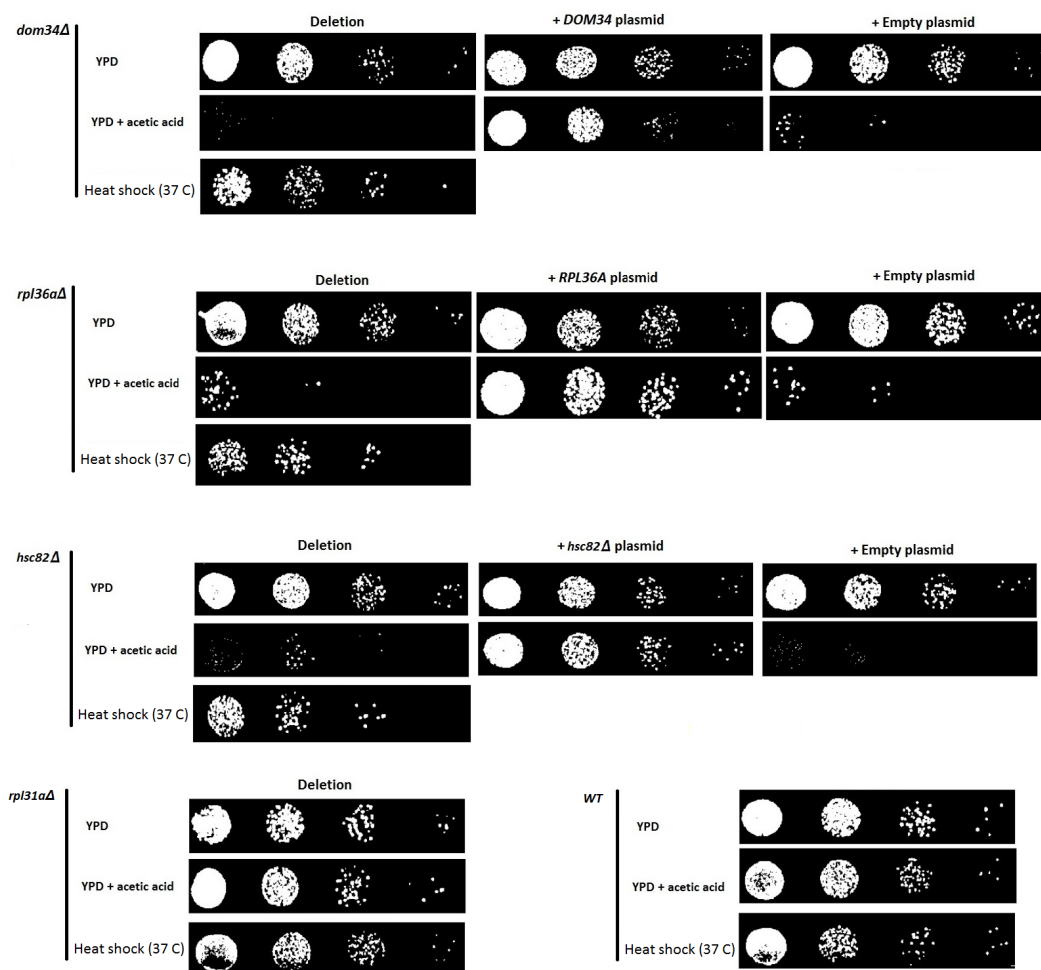 dom34Δ
Deletion
+ DOM34 plasmid
+ Empty plasmid
YPD
YPD + acetic acid
Heat shock (37 C)
rpl36aΔ
Deletion
+ RPL36A plasmid
+ Empty plasmid
YPD
YPD + acetic acid
Heat shock (37 C)
hsc82Δ
Deletion
+ hsc82Δ plasmid
+ Empty plasmid
YPD
YPD + acetic acid
Heat shock (37 C)
rpl31aΔ
Deletion
YPD
YPD + acetic acid
Heat shock (37 C)
WT
YPD
YPD + acetic acid
Heat shock (37 C)